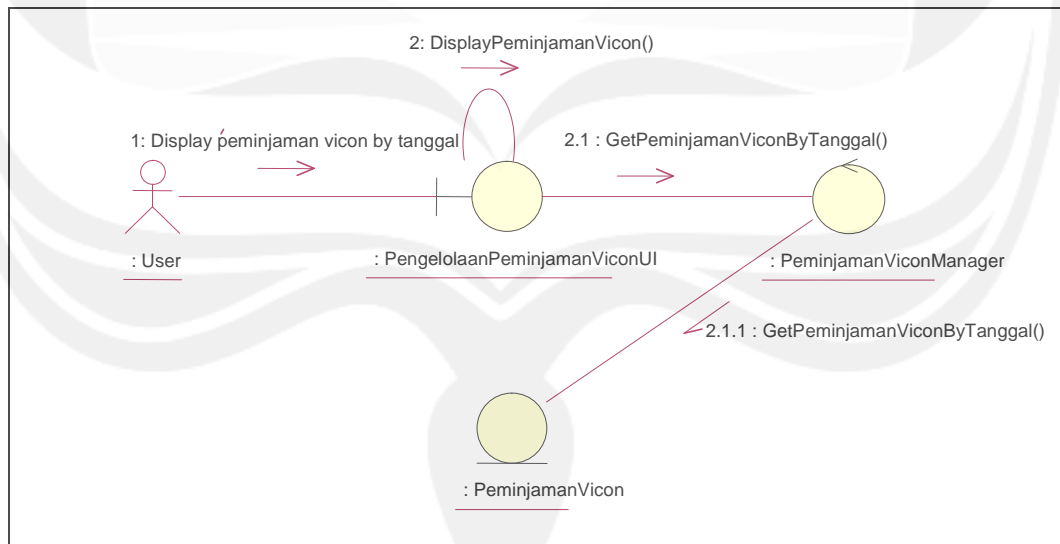 2: DisplayPeminjamanVicon()
1: Display peminjaman vicon by tanggal
2.1 : GetPeminjamanViconByTanggal()
: User
: PengelolaanPeminjamanViconUI
: PeminjamanViconManager
2.1.1 : GetPeminjamanViconByTanggal()
: PeminjamanVicon